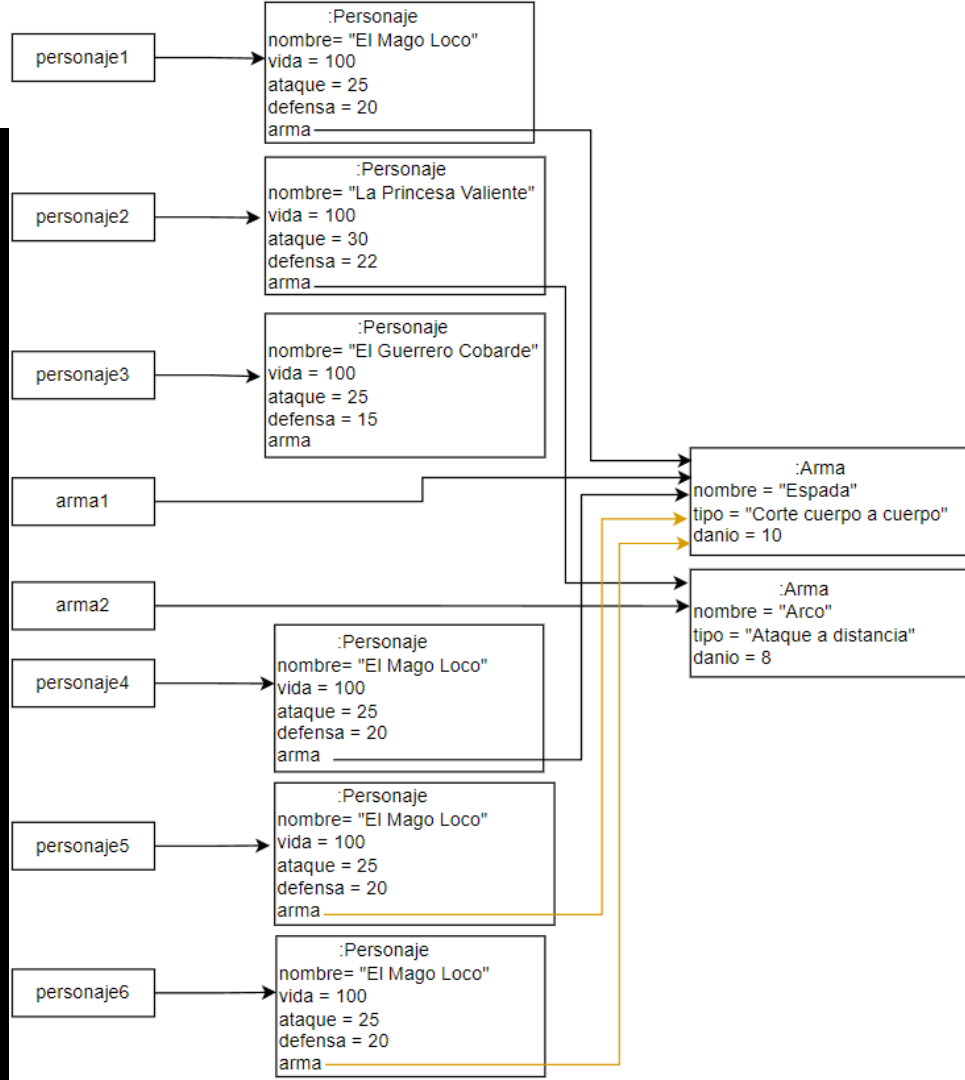 :Personaje
personaje1
nombre= "El Mago Loco"
vida = 100
ataque = 25
defensa = 20
arma
:Personaje
personaje2
nombre= "La Princesa Valiente"
vida = 100
ataque = 30
defensa = 22
arma
:Personaje
personaje3
nombre= "El Guerrero Cobarde"
vida = 100
ataque = 25
defensa = 15
arma
arma1
:Arma
nombre = "Espada"
tipo = "Corte cuerpo a cuerpo"
danio = 10
arma2
:Arma
nombre = "Arco"
tipo = "Ataque a distancia"
danio = 8
:Personaje
personaje4
nombre= "El Mago Loco"
vida = 100
ataque = 25
defensa = 20
arma
:Personaje
personaje5
nombre= "El Mago Loco"
vida = 100
ataque = 25
defensa = 20
arma
:Personaje
personaje6
nombre= "El Mago Loco"
vida = 100
ataque = 25
defensa = 20
arma